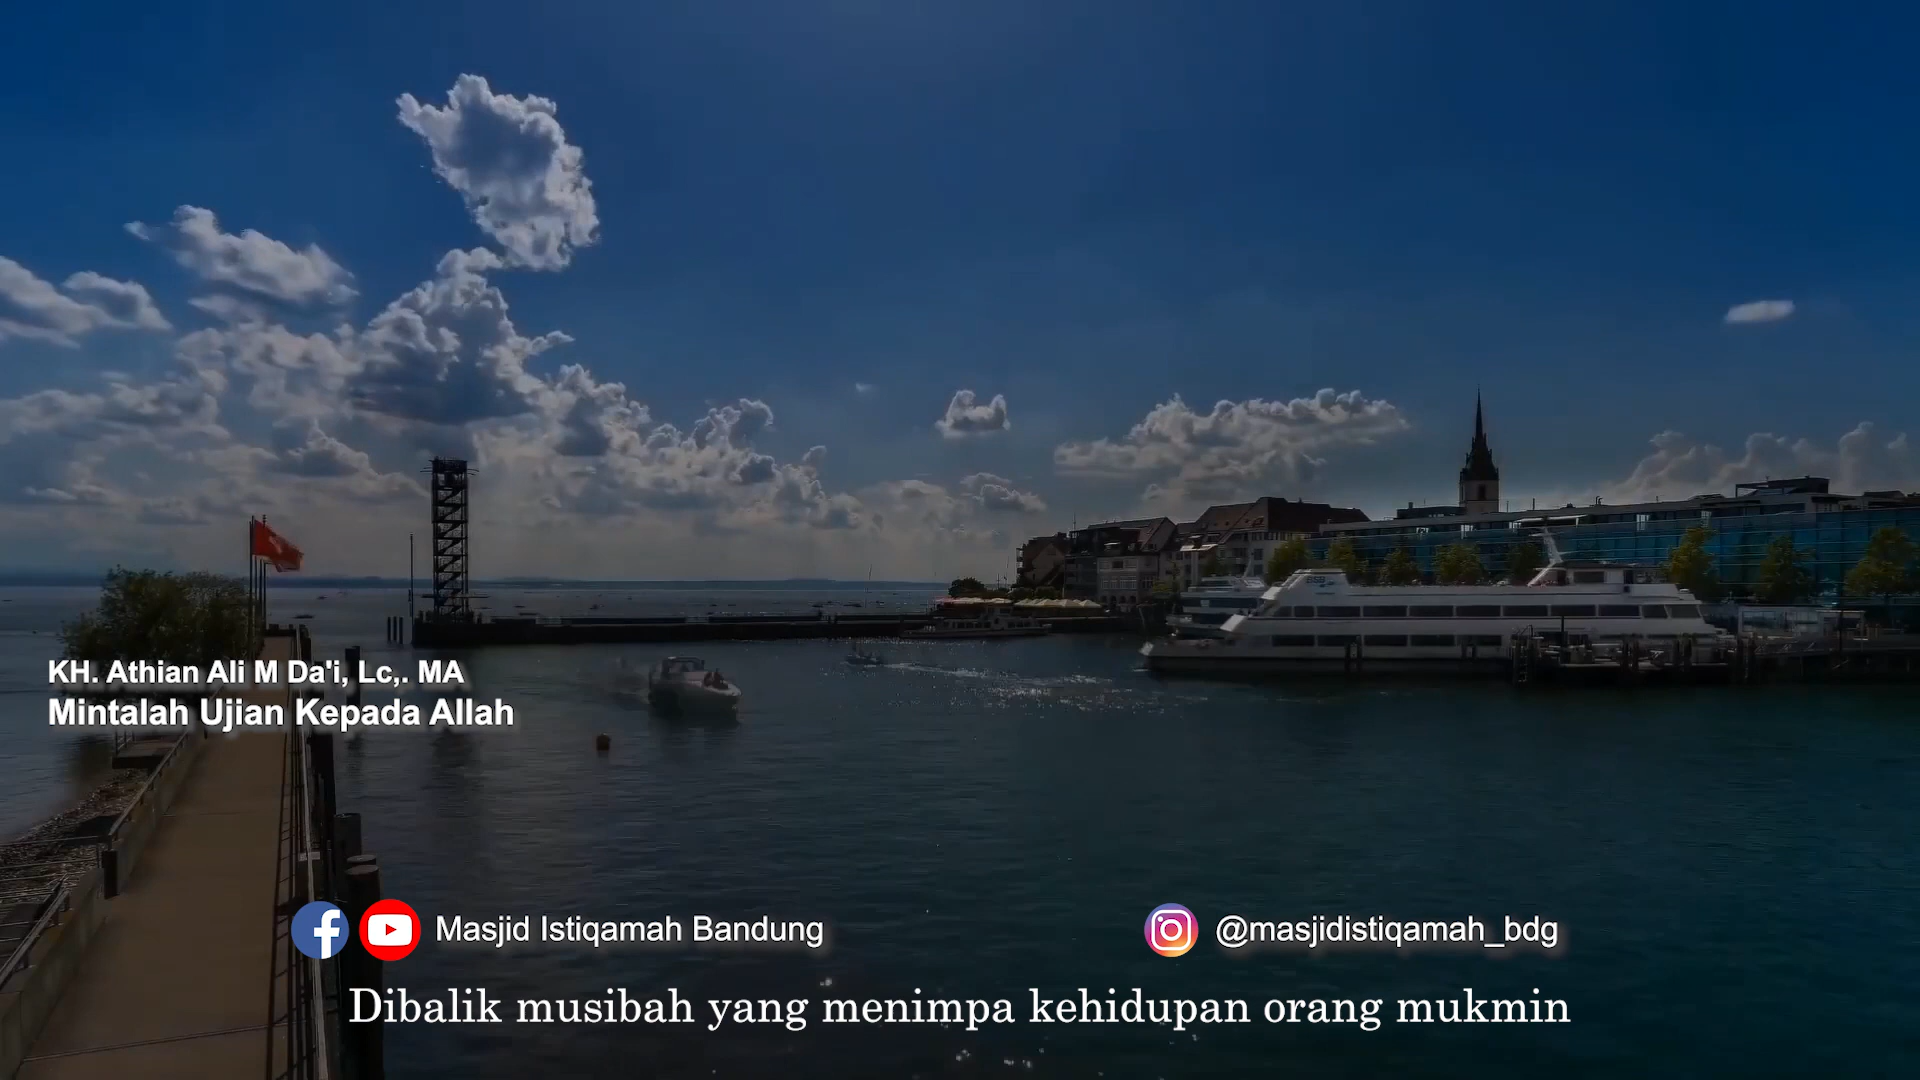 KH. Athian Ali M Da'i, Lc,. MA
Mintalah Ujian Kepada Allah
Masjid Istiqamah Bandung
@masjidistiqamah_bdg
Dibalik musibah yang menimpa kehidupan orang mukmin